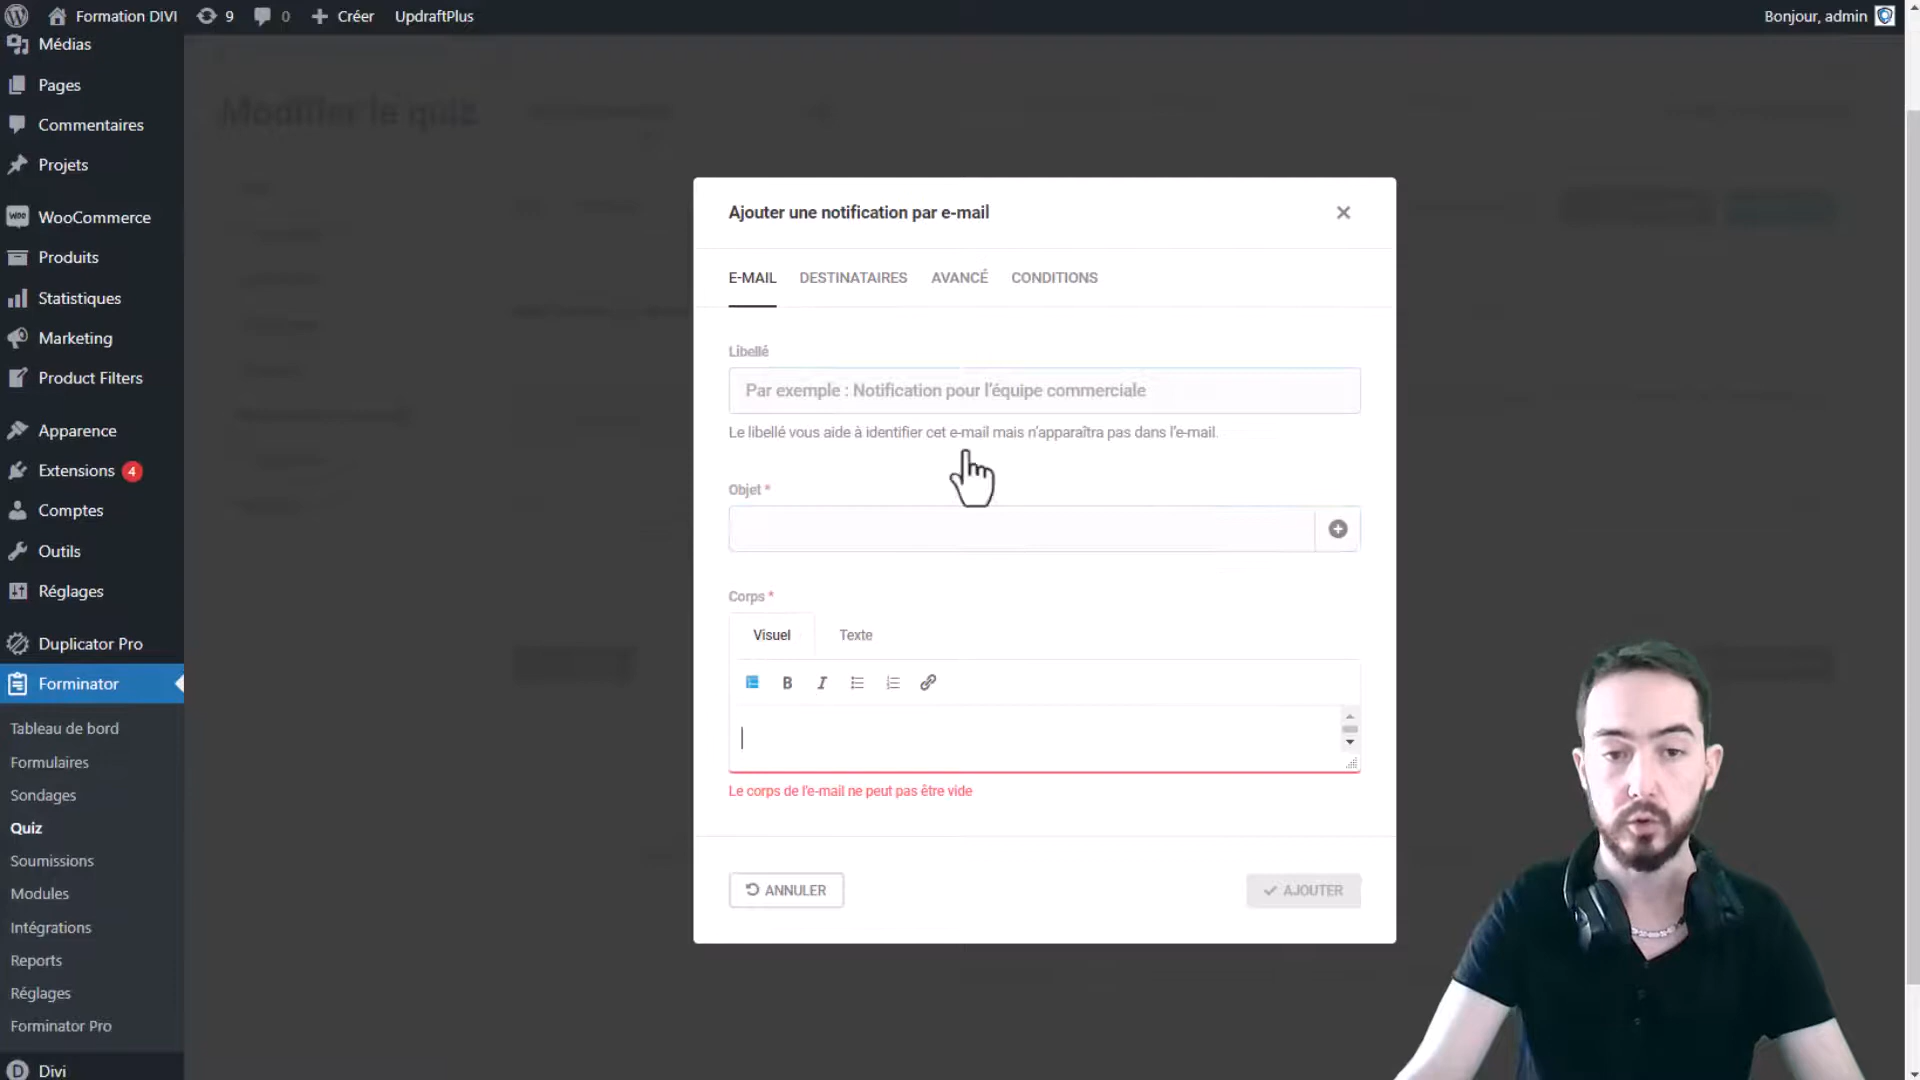 Formation DIVI
9
0
Créer
UpdraftPlus
Bonjour, admin
Médias
Pages
Commentaires
Projets
WooCommerce
Produits
Statistiques
Marketing
Product Filters
Apparence
Extensions 4
Comptes
Outils
Réglages
Duplicator Pro
Forminator
Tableau de bord
Formulaires
Sondages
Quiz
Soumissions
Modules
Intégrations
Reports
Réglages
Forminator Pro
Divi
Modifier le quiz
Ajouter une notification par e-mail
E-MAIL DESTINATAIRES AVANCÉ CONDITIONS
Libellé
Par exemple : Notification pour l'équipe commerciale
Le libellé vous aide à identifier cet e-mail mais n'apparaîtra pas dans l'e-mail.
Objet *
Corps *
Visuel Texte
B I
Le corps de l'e-mail ne peut pas être vide
ANNULER
AJOUTER